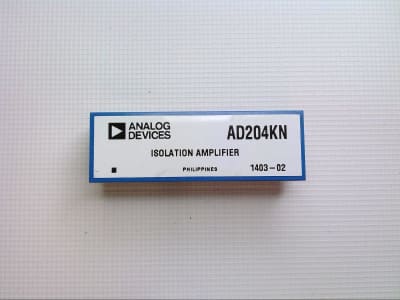 ANALOG
DEVICES
AD204KN
ISOLATION AMPLIFIER
PHILIPPINES
1403-02